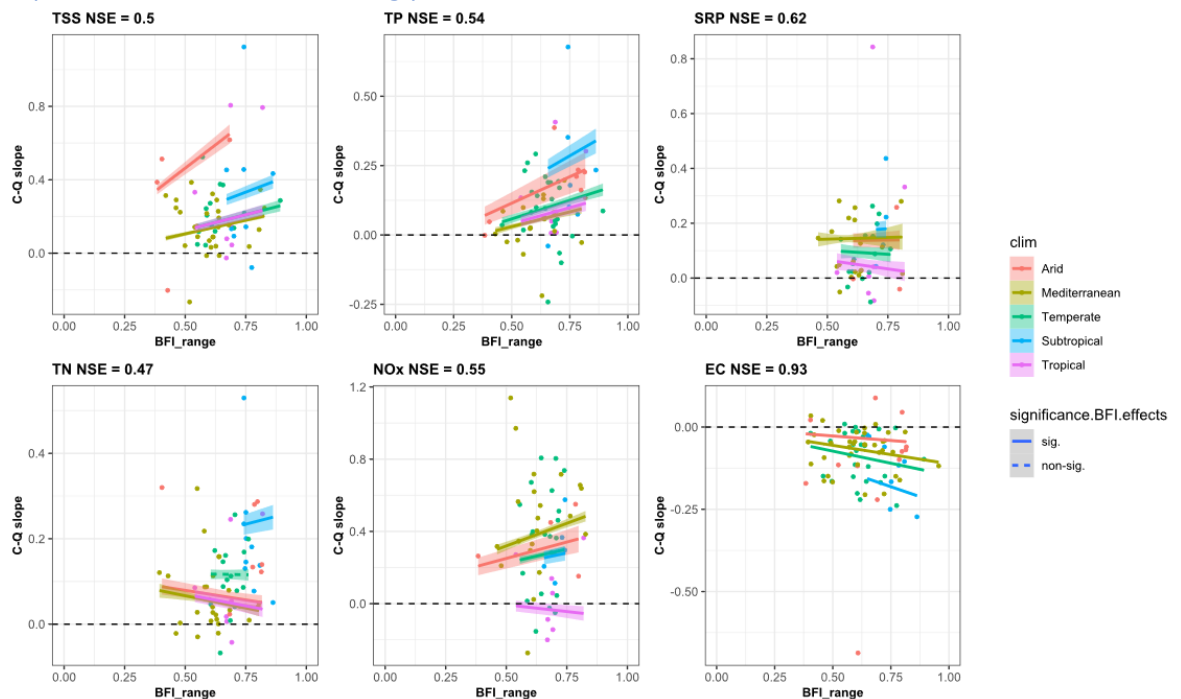 TSS NSE = 0.5
TP NSE = 0.54
SRP NSE = 0.62
C-Q slope
0.8
0.4
0.0
0.00 0.25 0.50 0.75 1.00
BFI_range
C-Q slope
0.50
0.25
0.00
-0.25
0.00 0.25 0.50 0.75 1.00
BFI_range
C-Q slope
0.8
0.6
0.4
0.2
0.0
0.00 0.25 0.50 0.75 1.00
BFI_range
TN NSE = 0.47
NOx NSE = 0.55
EC NSE = 0.93
C-Q slope
0.4
0.2
0.0
0.00 0.25 0.50 0.75 1.00
BFI_range
C-Q slope
1.2
0.8
0.4
0.0
0.00 0.25 0.50 0.75 1.00
BFI_range
C-Q slope
0.00
-0.25
-0.50
0.00 0.25 0.50 0.75 1.00
BFI_range
clim
Arid
Mediterranean
Temperate
Subtropical
Tropical
significance.BFI.effects
sig.
non-sig.